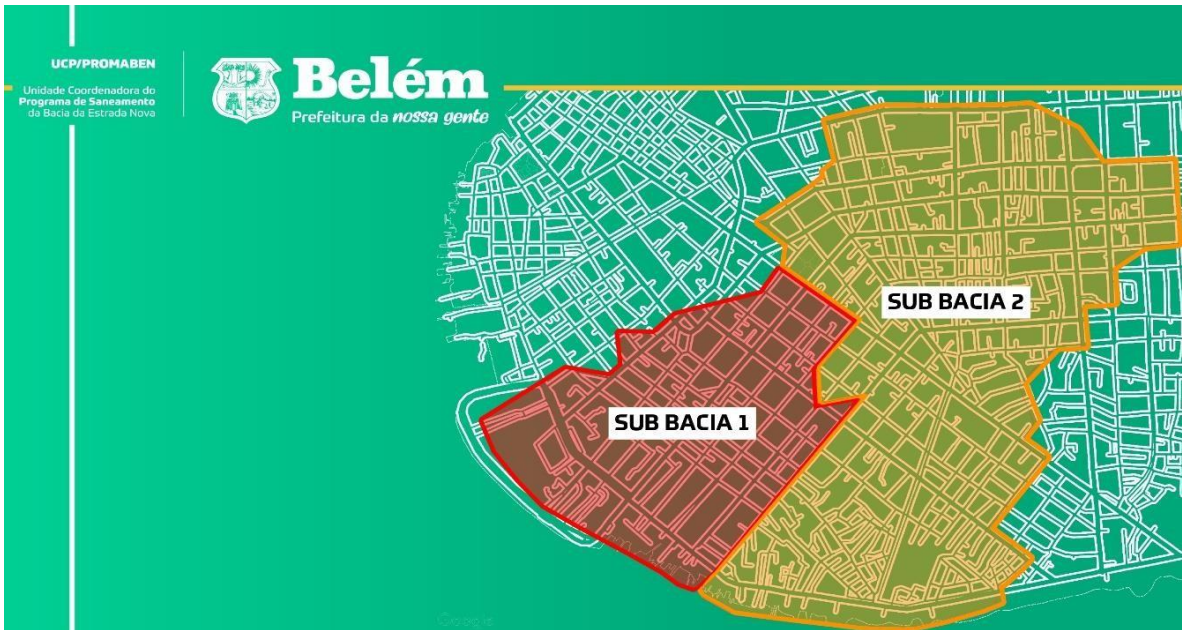 UCP/PROMABEN
Unidade Coordenadora do
Programa de Saneamento
da Bacia da Estrada Nova
Belém
Prefeitura da nossa gente
SUB BACIA 2
SUB BACIA 1
Google